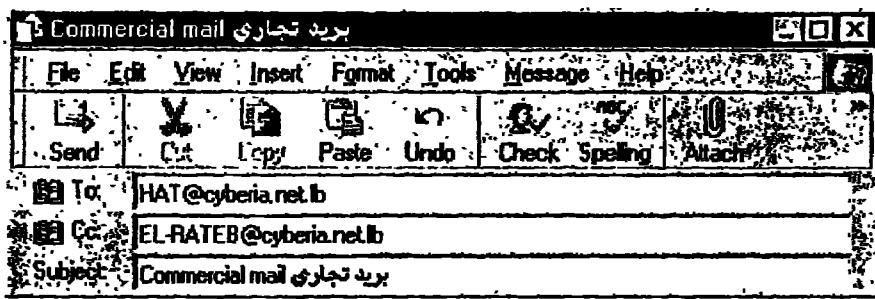 Commercial mail بريد تجاري
File Edit View Insert Format Tools Message Help
Send Cut Copy Paste Undo Check Spelling Attach
To: HAT@cyberia.net.lb
Cc: EL-RATEB@cyberia.net.lb
Subject: Commercial mail بريد تجاري